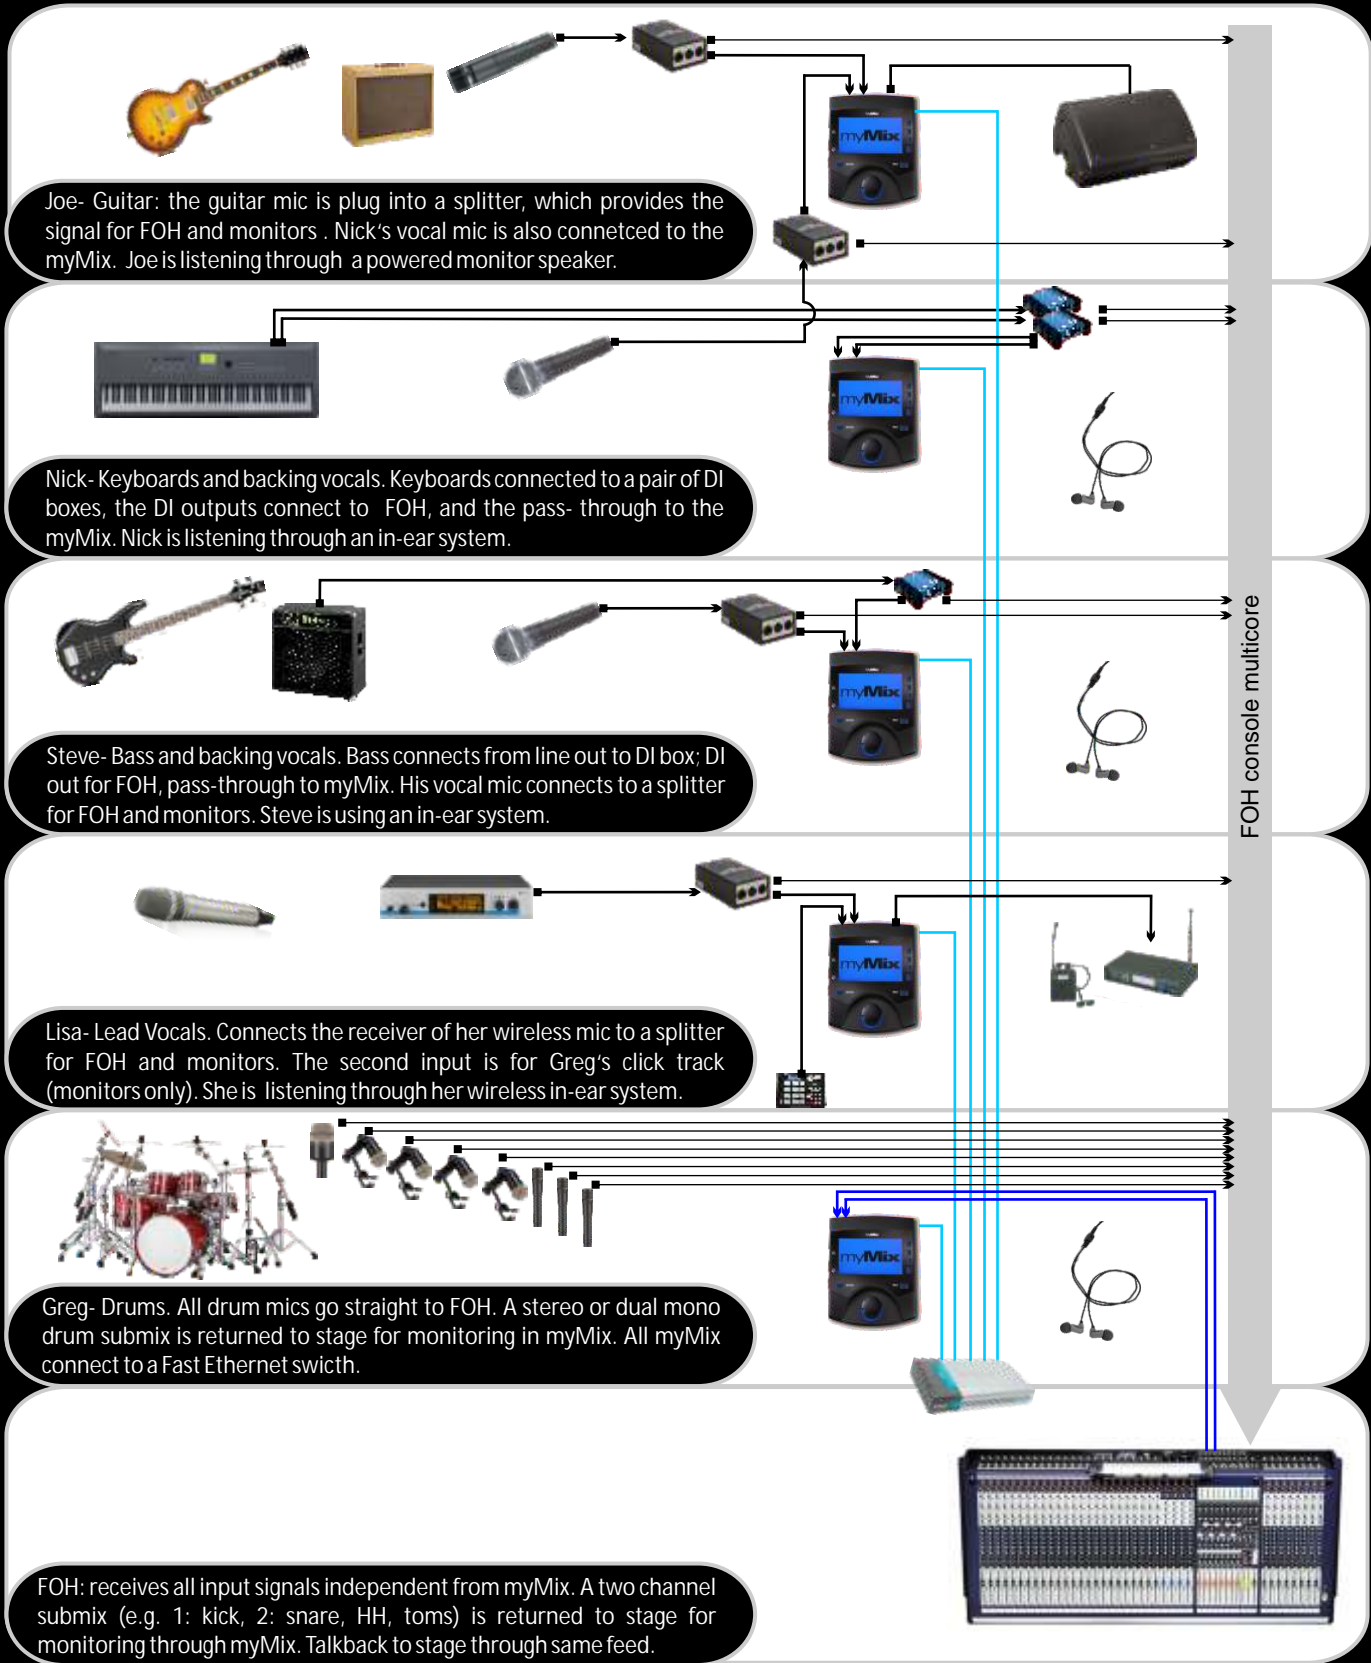 myMix
Joe- Guitar: the guitar mic is plug into a splitter, which provides the
signal for FOH and monitors . Nick's vocal mic is also connetced to the
myMix. Joe is listening through a powered monitor speaker.
myMix
Nick- Keyboards and backing vocals. Keyboards connected to a pair of DI
boxes, the DI outputs connect to FOH, and the pass- through to the
myMix. Nick is listening through an in-ear system.
myMix
Steve- Bass and backing vocals. Bass connects from line out to DI box; DI
out for FOH, pass-through to myMix. His vocal mic connects to a splitter
for FOH and monitors. Steve is using an in-ear system.
FOH console multicore
myMix
Lisa- Lead Vocals. Connects the receiver of her wireless mic to a splitter
for FOH and monitors. The second input is for Greg's click track
(monitors only). She is listening through her wireless in-ear system.
myMix
Greg- Drums. All drum mics go straight to FOH. A stereo or dual mono
drum submix is returned to stage for monitoring in myMix. All myMix
connect to a Fast Ethernet swicth.
FOH: receives all input signals independent from myMix. A two channel
submix (e.g. 1: kick, 2: snare, HH, toms) is returned to stage for
monitoring through myMix. Talkback to stage through same feed.